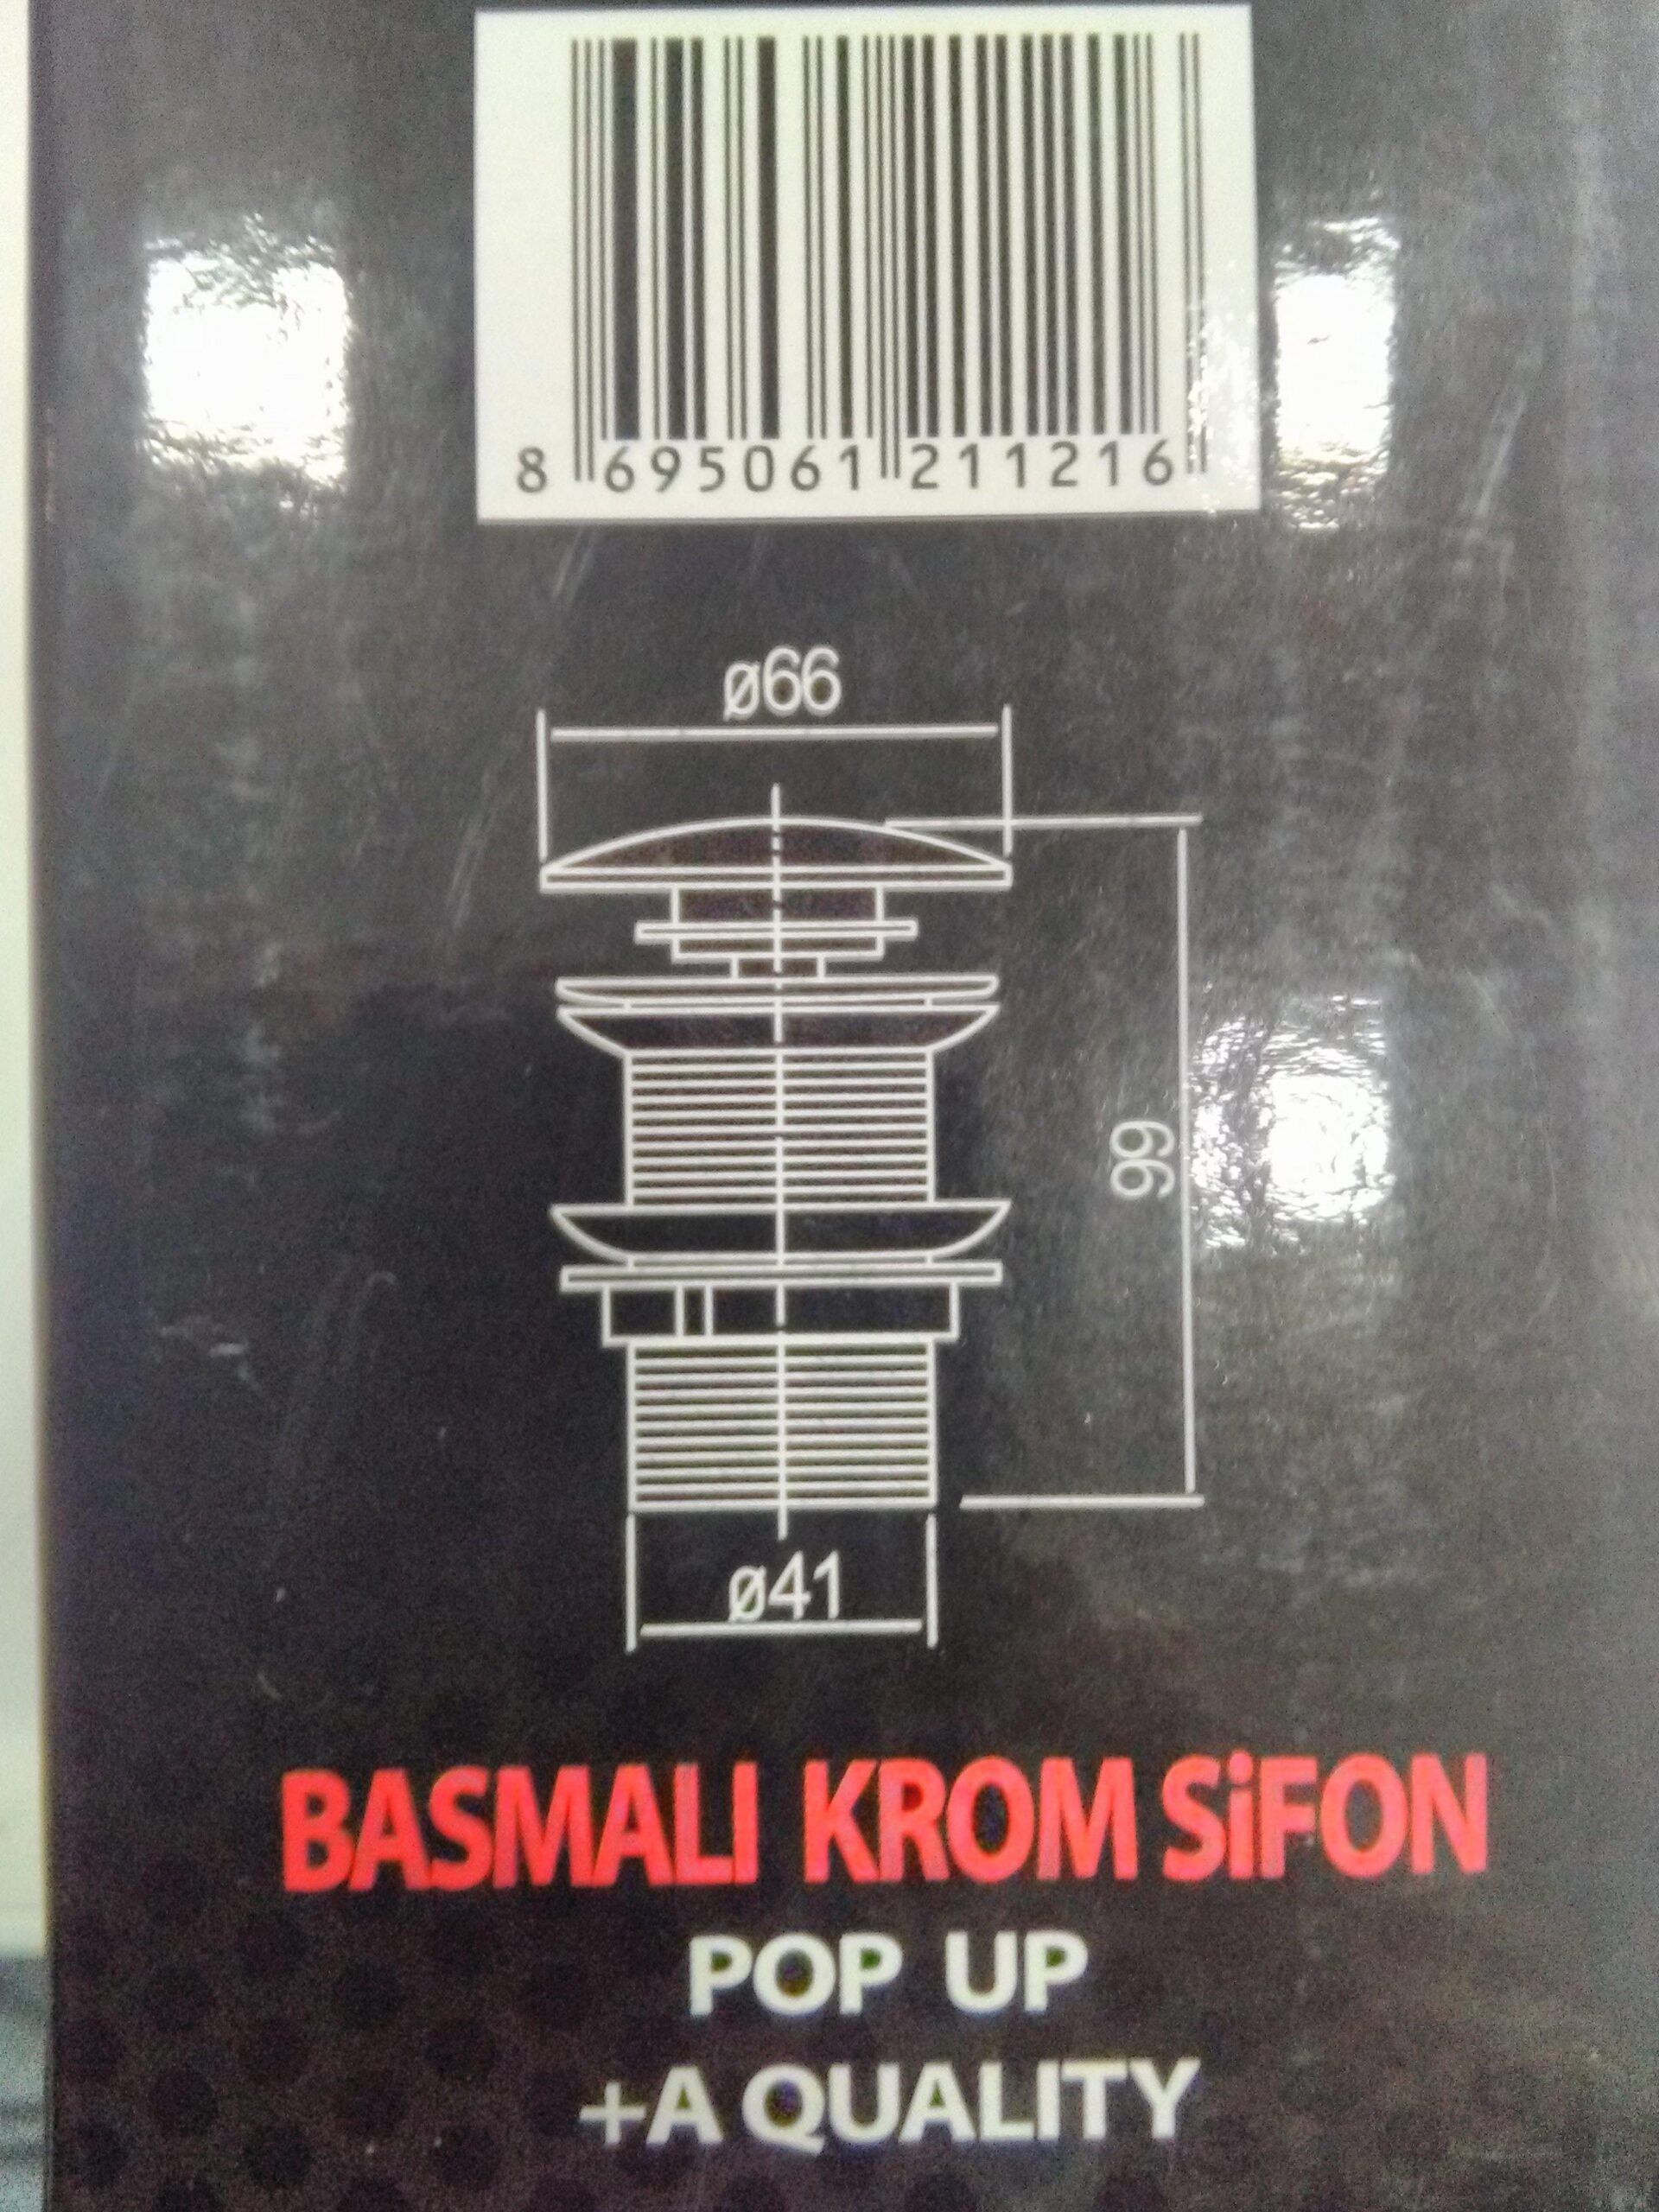 8 695061 211216
ø66
99
ø41
BASMALI KROM SiFON
POP UP
+A QUALITY